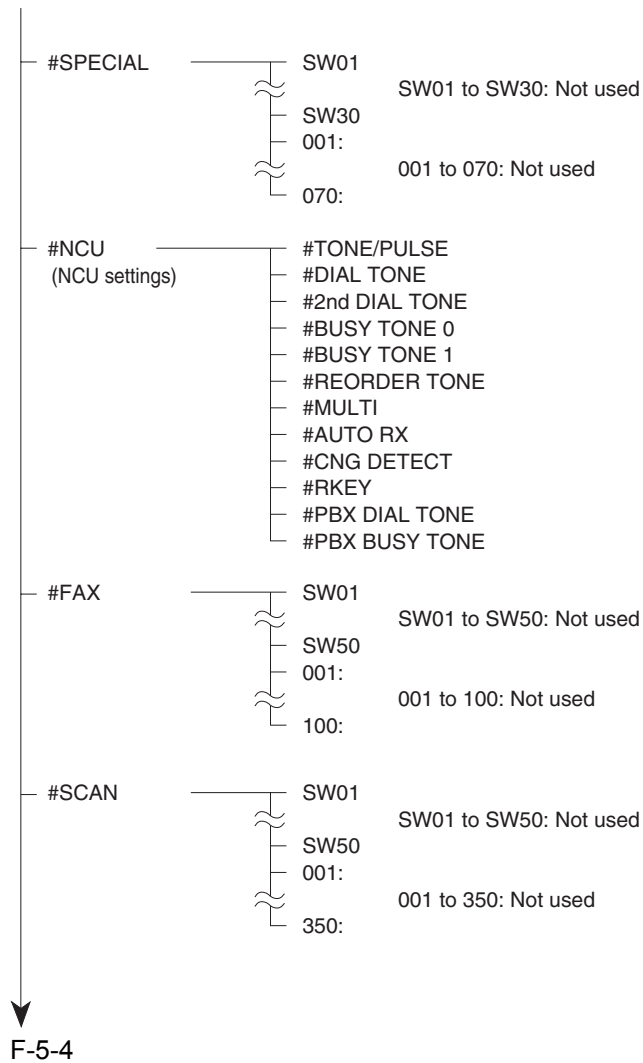 #SPECIAL SW01
SW01 to SW30: Not used
SW30
001:
001 to 070: Not used
070:
#NCU #TONE/PULSE
(NCU settings) #DIAL TONE
#2nd DIAL TONE
#BUSY TONE 0
#BUSY TONE 1
#REORDER TONE
#MULTI
#AUTO RX
#CNG DETECT
#RKEY
#PBX DIAL TONE
#PBX BUSY TONE
#FAX SW01
SW01 to SW50: Not used
SW50
001:
001 to 100: Not used
100:
#SCAN SW01
SW01 to SW50: Not used
SW50
001:
001 to 350: Not used
350:
F-5-4